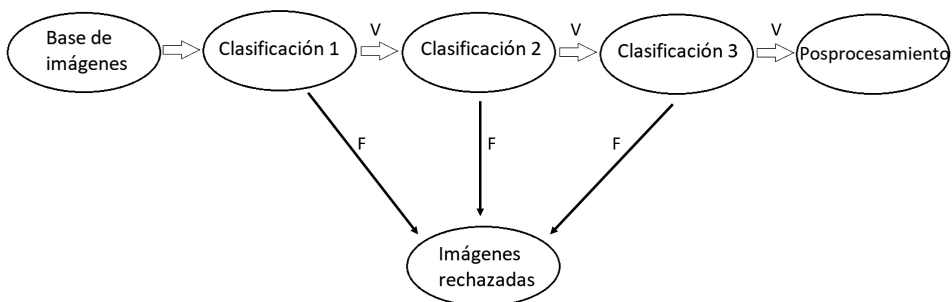 Base de
imágenes
Clasificación 1
V
Clasificación 2
V
Clasificación 3
V
Posprocesamiento
F
F
F
Imágenes
rechazadas